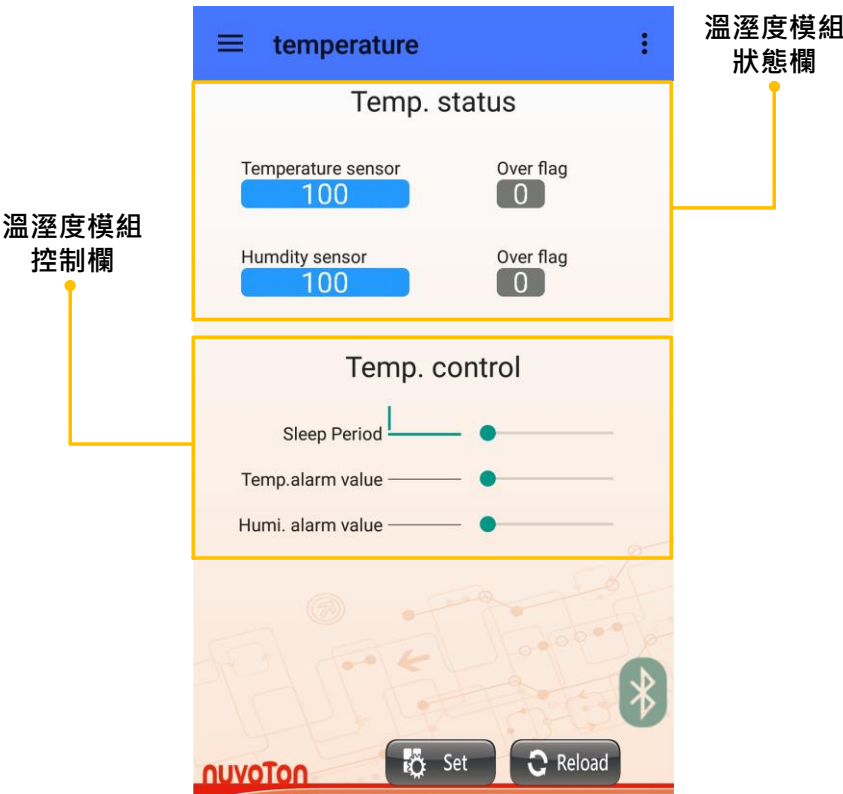 temperature
溫溼度模組
狀態欄
Temp. status
Temperature sensor
Over flag
100
0
溫溼度模組
控制欄
Humdity sensor
Over flag
100
0
Temp. control
Sleep Period
Temp.alarm value
Humi. alarm value
nuvoTon
Set
Reload